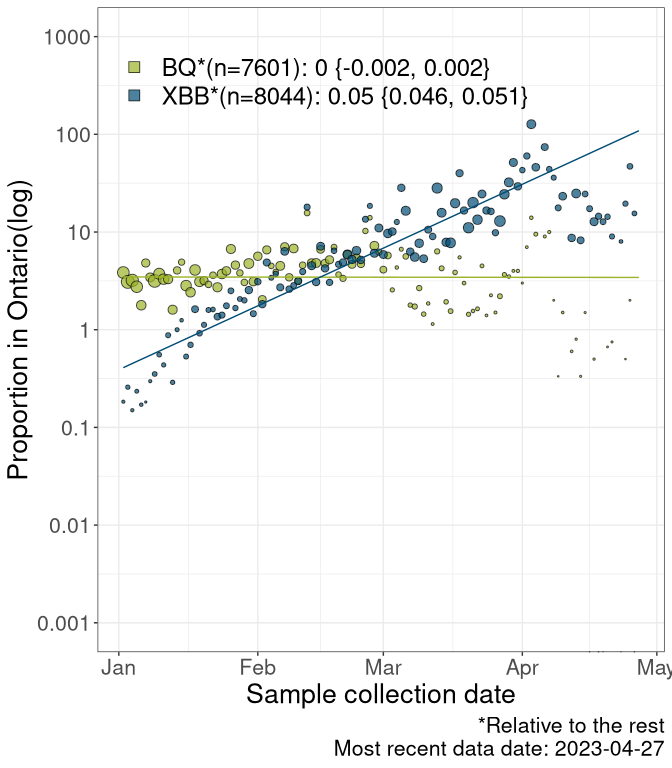 1000
100
10
1
0.1
0.01
0.001
Proportion in Ontario(log)
BQ*(n=7601): 0 {-0.002, 0.002}
XBB*(n=8044): 0.05 {0.046, 0.051}
Jan Feb Mar Apr May
Sample collection date
*Relative to the rest
Most recent data date: 2023-04-27